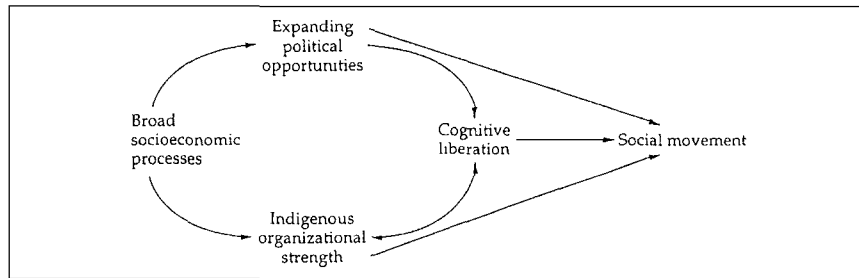 Expanding
political
opportunities
Broad
socioeconomic
processes
Cognitive
liberation
Social movement
Indigenous
organizational
strength